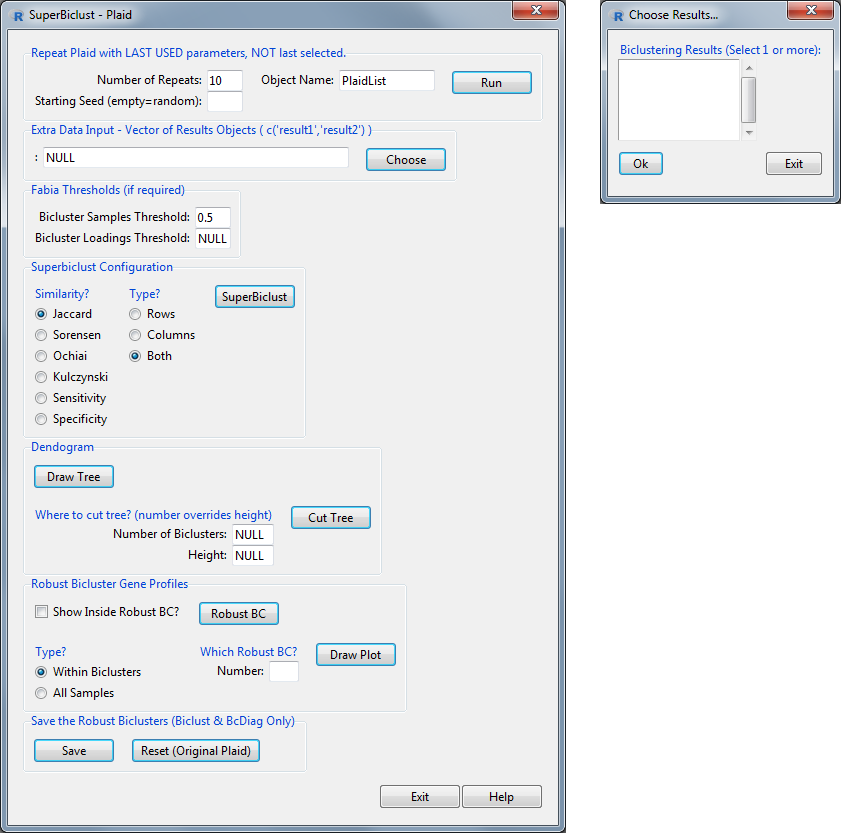 SuperBiclust - Plaid
Repeat Plaid with LAST USED parameters, NOT last selected.
Number of Repeats: 10 Object Name: PlaidList Run
Starting Seed (empty=random):
Extra Data Input - Vector of Results Objects ( c('result1','result2') )
: NULL Choose
Fabia Thresholds (if required)
Bicluster Samples Threshold: 0.5
Bicluster Loadings Threshold: NULL
Superbiclust Configuration
Similarity? Type? SuperBiclust
Jaccard Rows
Sorensen Columns
Ochiai Both
Kulczynski
Sensitivity
Specificity
Dendogram
Draw Tree
Where to cut tree? (number overrides height) Cut Tree
Number of Biclusters: NULL
Height: NULL
Robust Bicluster Gene Profiles
Show Inside Robust BC? Robust BC
Type? Which Robust BC? Draw Plot
Within Biclusters Number:
All Samples
Save the Robust Biclusters (Biclust & BcDiag Only)
Save Reset (Original Plaid)
Exit Help
Choose Results...
Biclustering Results (Select 1 or more):
Ok Exit